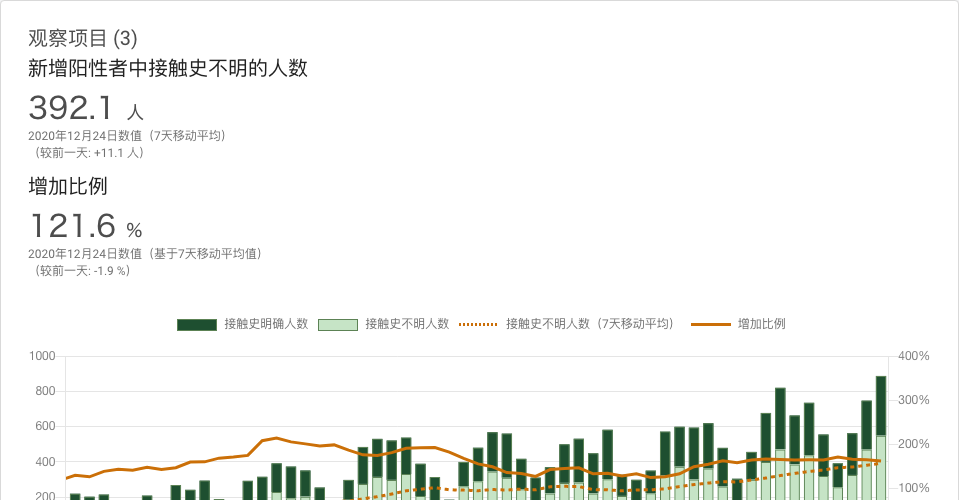 观察项目 (3)
新增阳性者中接触史不明的人数
392.1 人
2020年12月24日数值（7天移动平均）
（较前一天: +11.1 人）
增加比例
121.6 %
2020年12月24日数值（基于7天移动平均值）
（较前一天: -1.9 %）
接触史明确人数 接触史不明人数 接触史不明人数（7天移动平均） 增加比例
1000 400%
800
300%
600
400 200%
200 100%